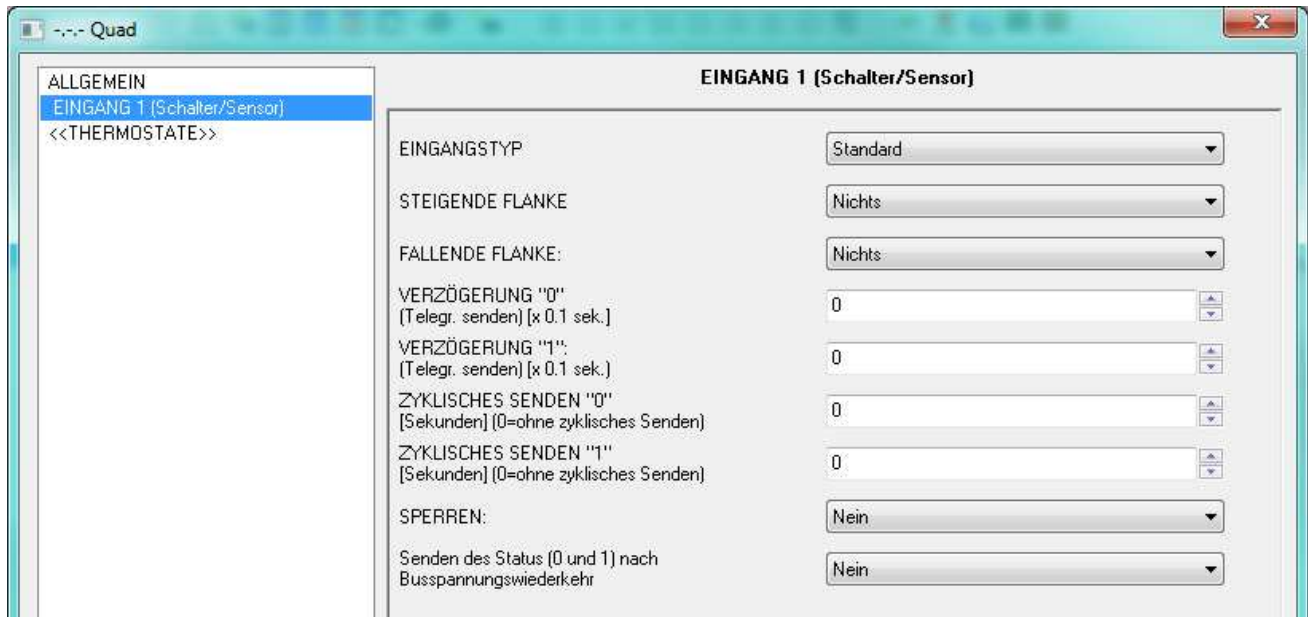 -.-.- Quad
ALLGEMEIN
EINGANG 1 (Schalter/Sensor)
<<THERMOSTATE>>
EINGANG 1 (Schalter/Sensor)
EINGANGSTYP
Standard
STEIGENDE FLANKE
Nichts
FALLENDE FLANKE:
Nichts
VERZÖGERUNG "0"
(Telegr. senden) [x 0.1 sek.]
0
VERZÖGERUNG "1":
(Telegr. senden) [x 0.1 sek.)
0
ZYKLISCHES SENDEN "0"
[Sekunden] (0=ohne zyklisches Senden)
0
ZYKLISCHES SENDEN "1"
[Sekunden] (0=ohne zyklisches Senden)
0
SPERREN:
Nein
Senden des Status (0 und 1) nach
Busspannungswiederkehr
Nein